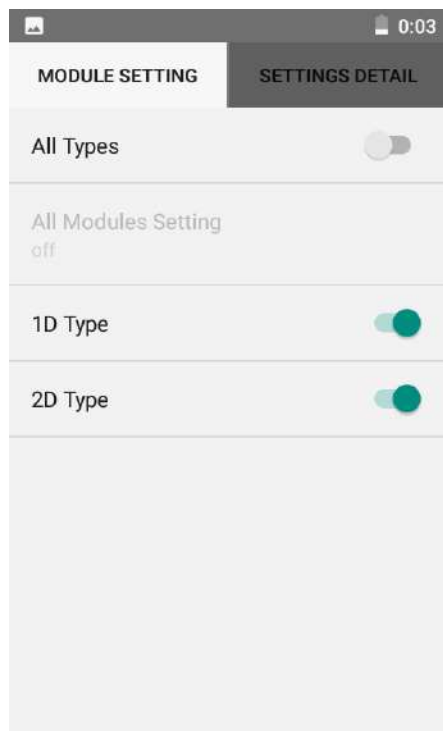 0:03
MODULE SETTING
SETTINGS DETAIL
All Types
All Modules Setting
off
1D Type
2D Type